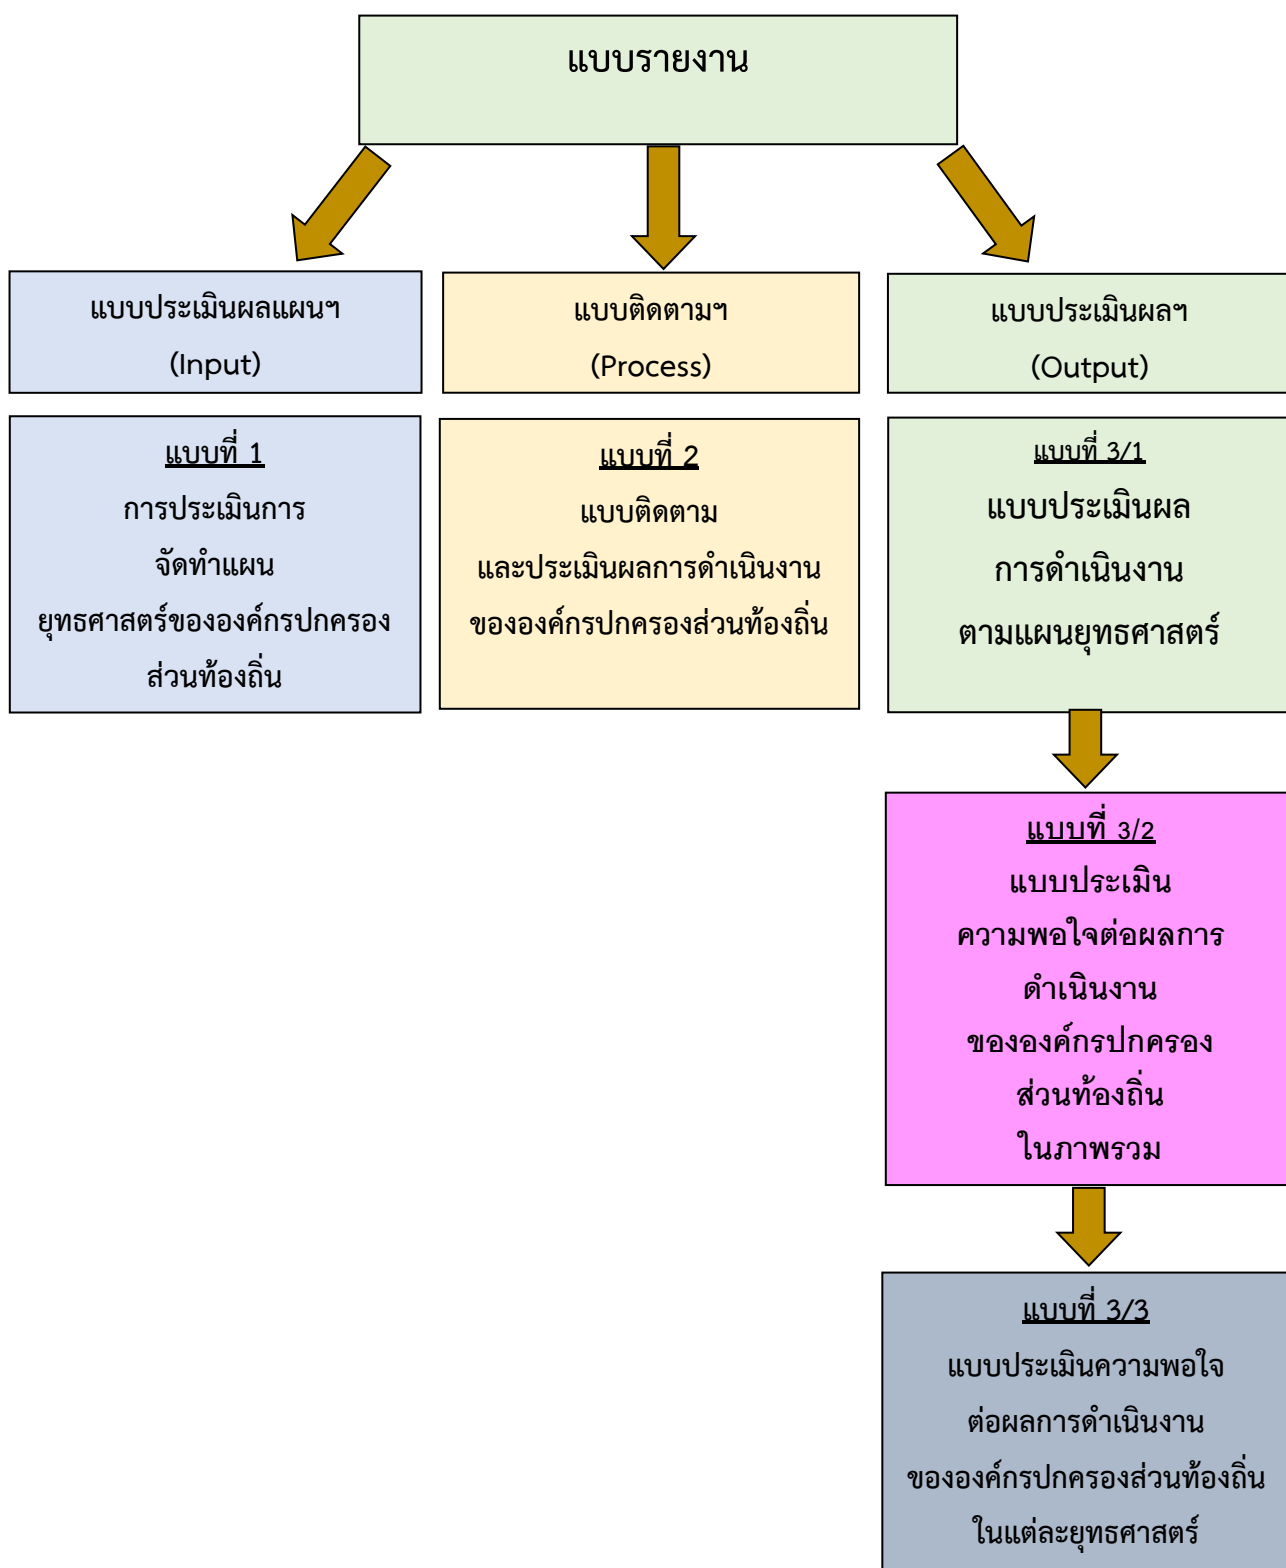 แบบรายงาน
แบบประเมินผลแผนฯ
(Input)
แบบติดตามฯ
(Process)
แบบประเมินผลฯ
(Output)
แบบที่ 1
การประเมินการ
จัดทำแผน
ยุทธศาสตร์ขององค์กรปกครอง
ส่วนท้องถิ่น
แบบที่ 2
แบบติดตาม
และประเมินผลการดำเนินงาน
ขององค์กรปกครองส่วนท้องถิ่น
แบบที่ 3/1
แบบประเมินผล
การดำเนินงาน
ตามแผนยุทธศาสตร์
แบบที่ 3/2
แบบประเมิน
ความพอใจต่อผลการ
ดำเนินงาน
ขององค์กรปกครอง
ส่วนท้องถิ่น
ในภาพรวม
แบบที่ 3/3
แบบประเมินความพอใจ
ต่อผลการดำเนินงาน
ขององค์กรปกครองส่วนท้องถิ่น
ในแต่ละยุทธศาสตร์